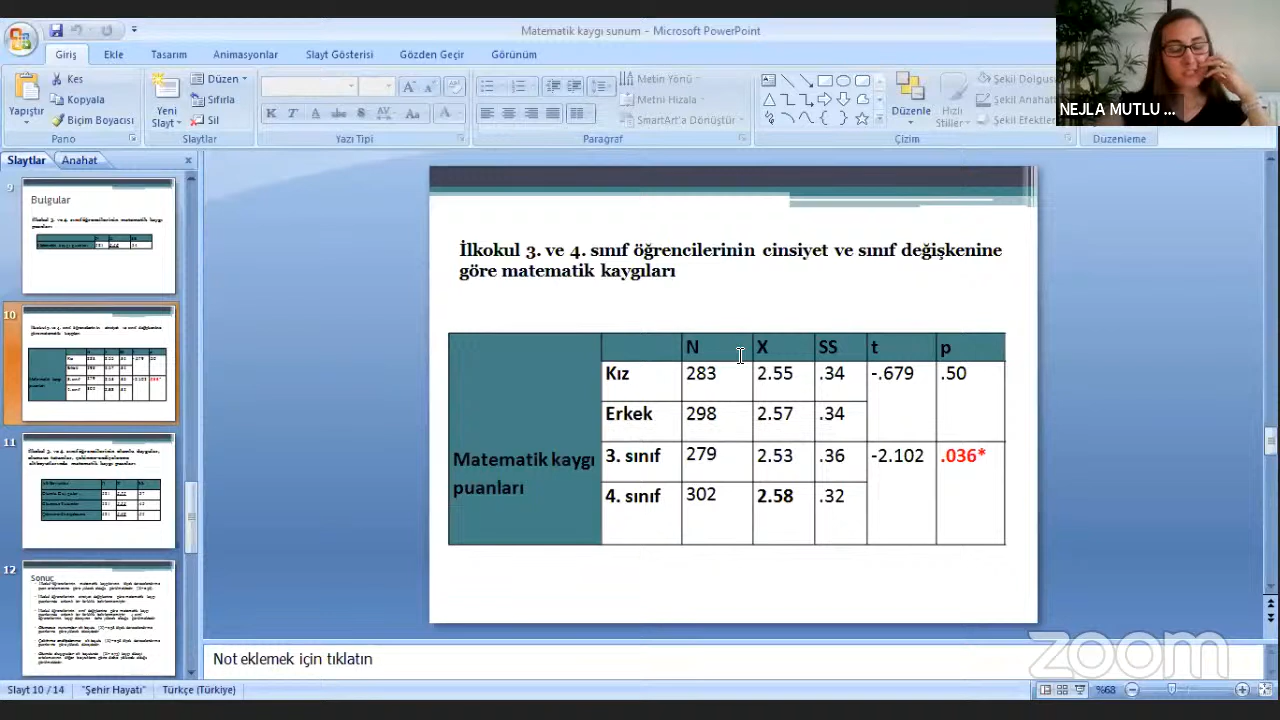 Matematik kaygı sunum - Microsoft PowerPoint
Giriş Ekle Tasarım Animasyonlar Slayt Gösterisi Gözden Geçir Görünüm
Yapıştır
Kes
Kopyala
Biçim Boyacısı
Pano
Yeni Slayt
Düzen
Sıfırla
Sil
Slaytlar
K T A
Yazı Tipi
Metin Yönü
Metni Hizala
SmartArt'a Dönüştür
Paragraf
Düzenle
Hızlı Stiller
Şekil Dolgusu
Şekil Anahatt
Şekil Efektleri
Çizim
Düzenleme
NEJLA MUTLU ...
Slaytlar Anahat
9
Bulgular
10
11
12
Sonuç
İlkokul 3. ve 4. sınıf öğrencilerinin cinsiyet ve sınıf değişkenine
göre matematik kaygıları
N X SS t p
Kız 283 2.55 .34 -.679 .50
Erkek 298 2.57 .34
Matematik kaygı puanları
3. sınıf 279 2.53 .36 -2.102 .036*
4. sınıf 302 2.58 .32
Not eklemek için tıklatın
zoom
Slayt 10 / 14 "Şehir Hayatı" Türkçe (Türkiye) %68